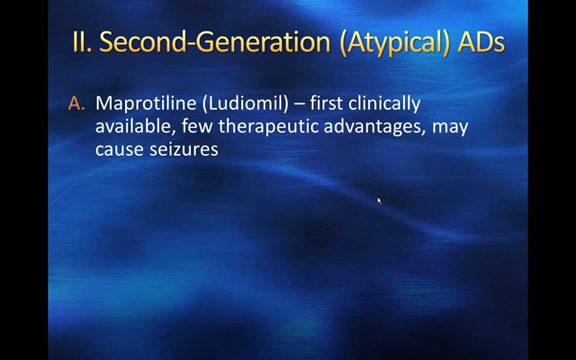 II. Second-Generation (Atypical) ADs
A. Maprotiline (Ludiomil) – first clinically
available, few therapeutic advantages, may
cause seizures